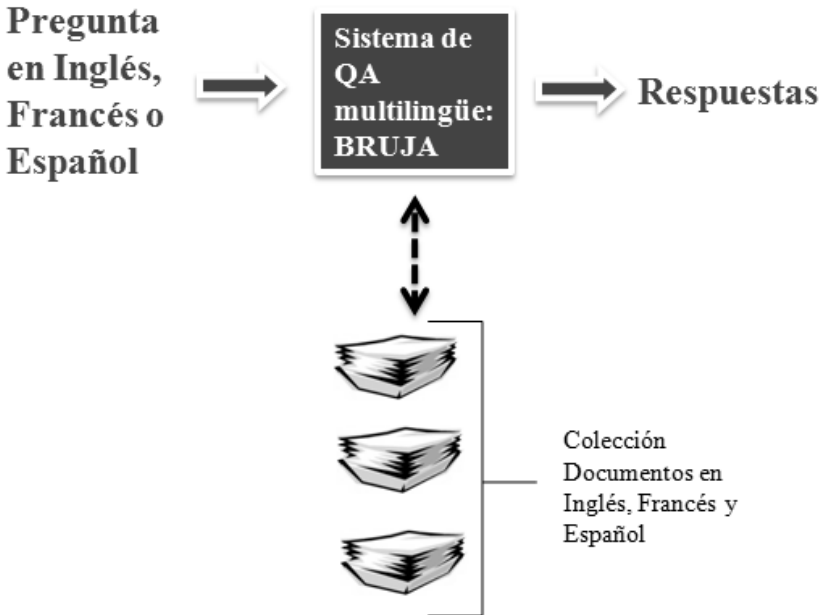 Pregunta
en Inglés,
Francés o
Español
Sistema de
QA
multilingüe:
BRUJA
Respuestas
Colección
Documentos en
Inglés, Francés y
Español